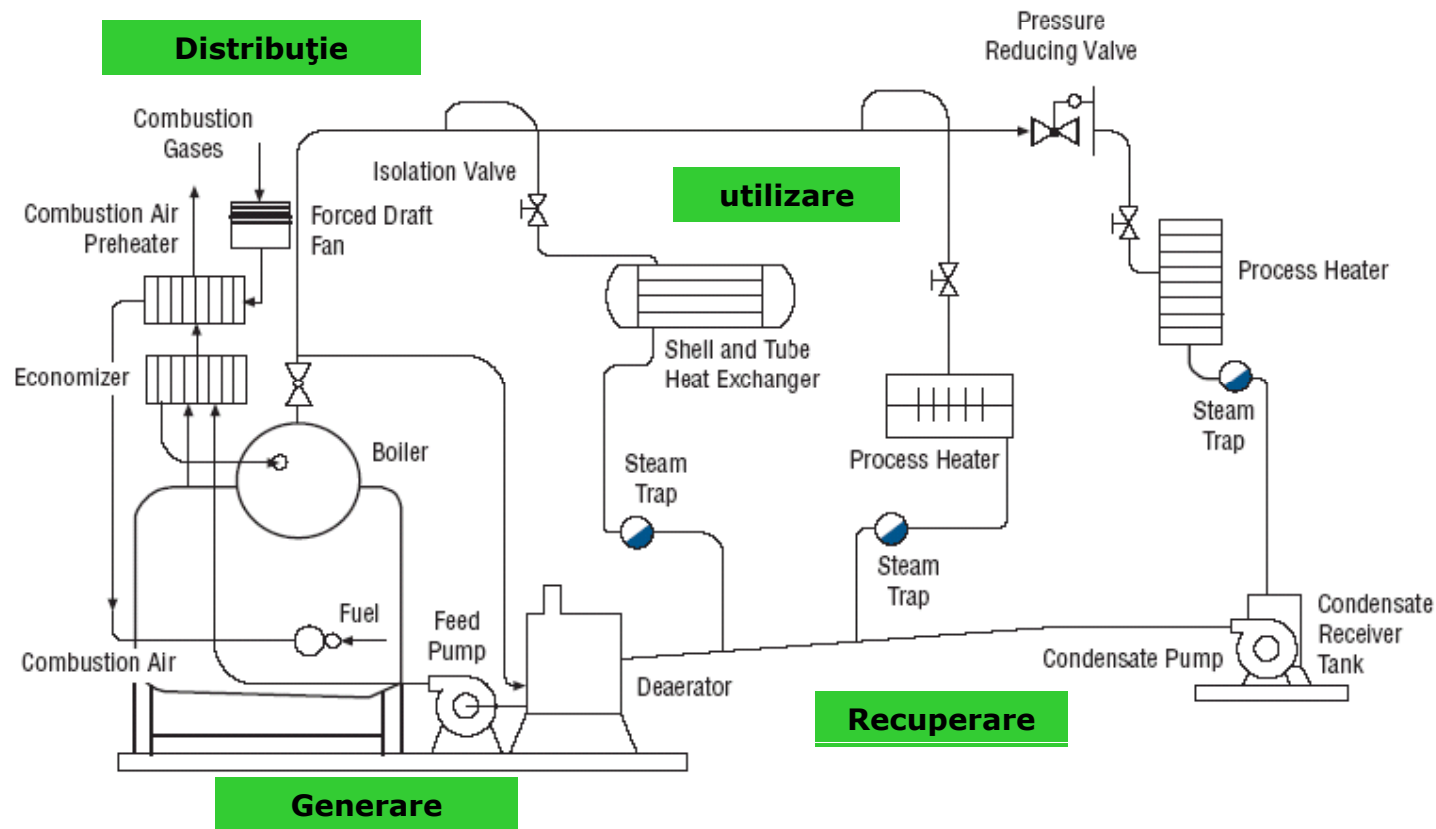 Distribuţie
Pressure
Reducing Valve
Combustion
Gases
Isolation Valve
utilizare
Combustion Air
Preheater
Forced Draft
Fan
Process Heater
Shell and Tube
Heat Exchanger
Economizer
Steam
Trap
Boiler
Process Heater
Steam
Trap
Steam
Trap
Fuel
Feed
Pump
Condensate
Receiver
Tank
Combustion Air
Condensate Pump
Deaerator
Recuperare
Generare